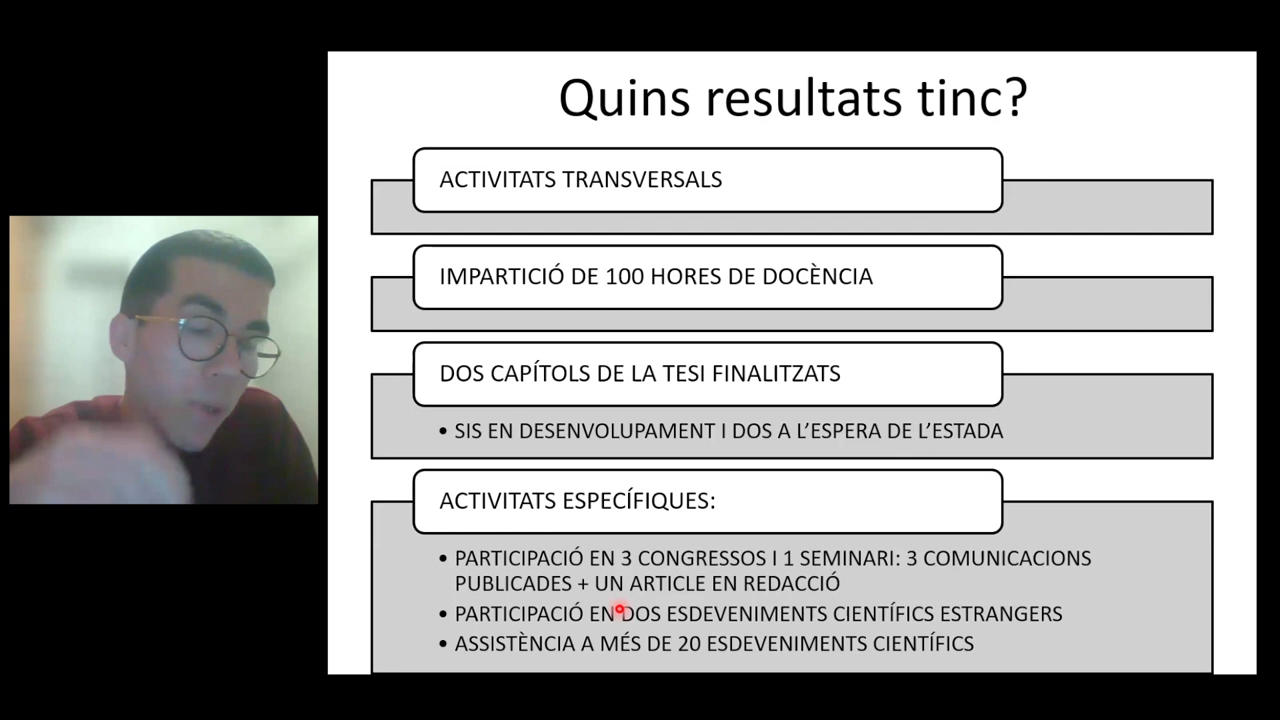 Quins resultats tinc?
ACTIVITATS TRANSVERSALS
IMPARTICIÓ DE 100 HORES DE DOCÈNCIA
DOS CAPÍTOLS DE LA TESI FINALITZATS
• SIS EN DESENVOLUPAMENT I DOS A L'ESPERA DE L'ESTADA
ACTIVITATS ESPECÍFIQUES:
• PARTICIPACIÓ EN 3 CONGRESSOS I 1 SEMINARI: 3 COMUNICACIONS
PUBLICADES + UN ARTICLE EN REDACCIÓ
• PARTICIPACIÓ EN DOS ESDEVENIMENTS CIENTÍFICS ESTRANGERS
• ASSISTÈNCIA A MÉS DE 20 ESDEVENIMENTS CIENTÍFICS